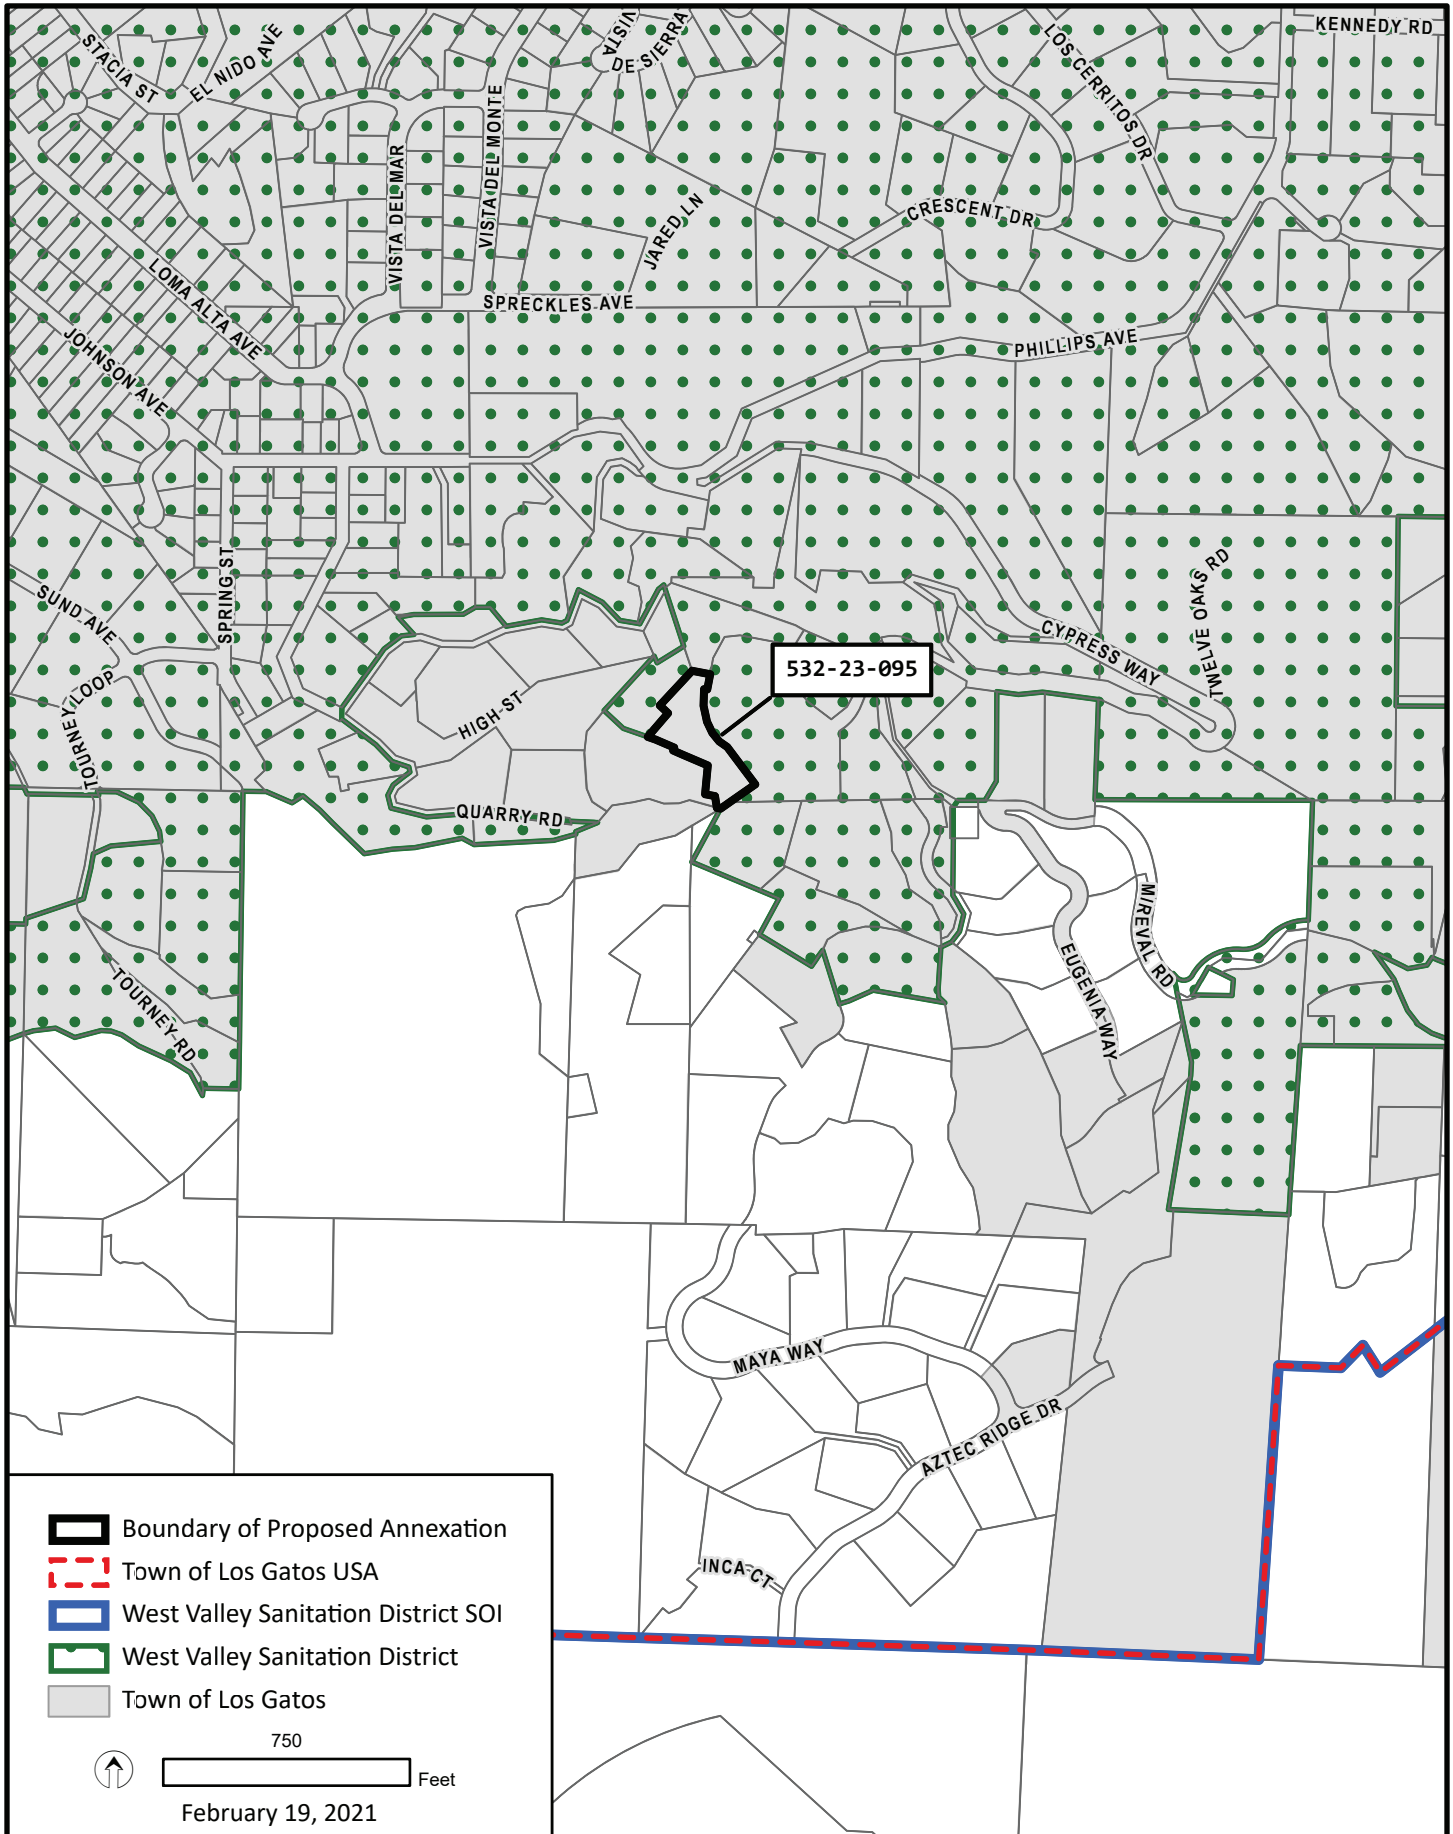 KENNEDY RD
STACIA ST
EL NIDO AVE
VISTA
DE SIERRA
LOS CERRITOS DR
VISTA DEL MAR
VISTA DEL MONTE
JARED LN
CRESCENT DR
LOMA ALTA AVE
SPRECKLES AVE
JOHNSON AVE
PHILLIPS AVE
SUND AVE
SPRING ST
TWELVE OAKS RD
CYPRESS WAY
532-23-095
TOURNEY LOOP
HIGH ST
QUARRY RD
MIREVAL RD
EUGENIA WAY
TOURNEY RD
MAYA WAY
AZTEC RIDGE DR
INCA CT
Boundary of Proposed Annexation
Town of Los Gatos USA
West Valley Sanitation District SOI
West Valley Sanitation District
Town of Los Gatos
750
Feet
February 19, 2021